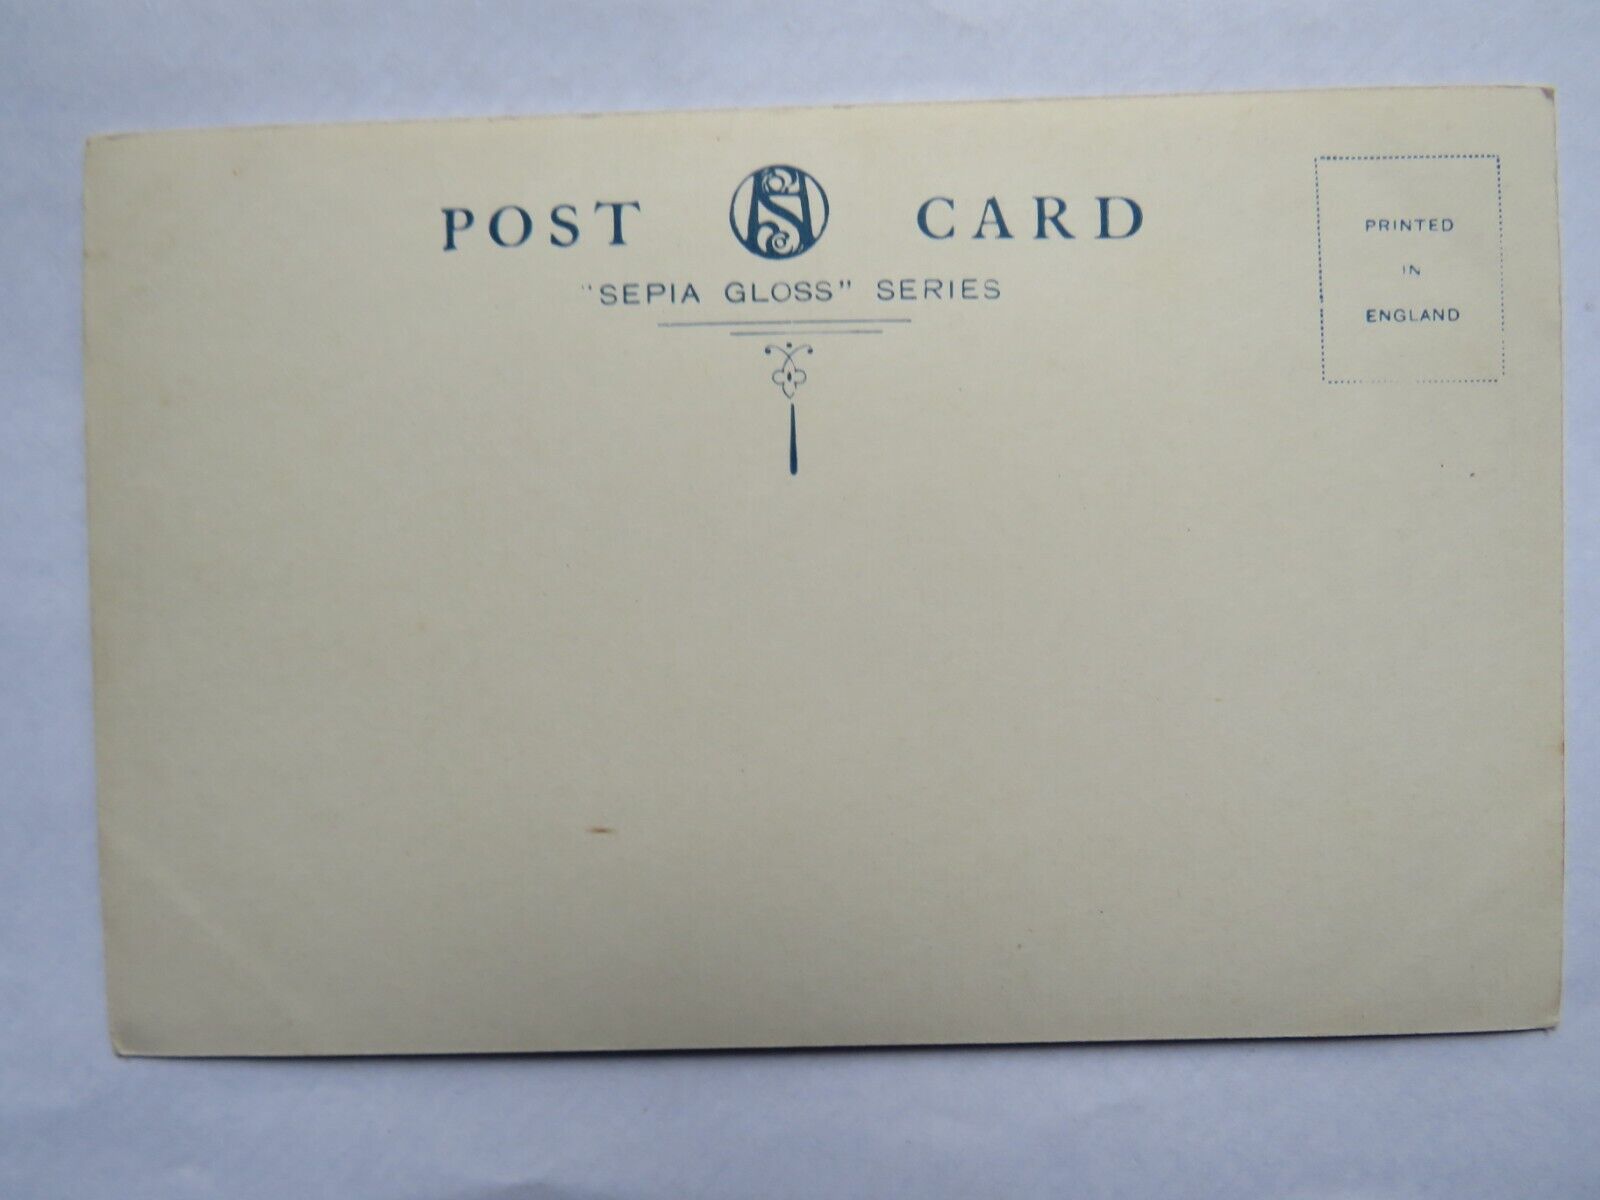 POST CARD
"SEPIA GLOSS" SERIES
PRINTED
IN
ENGLAND